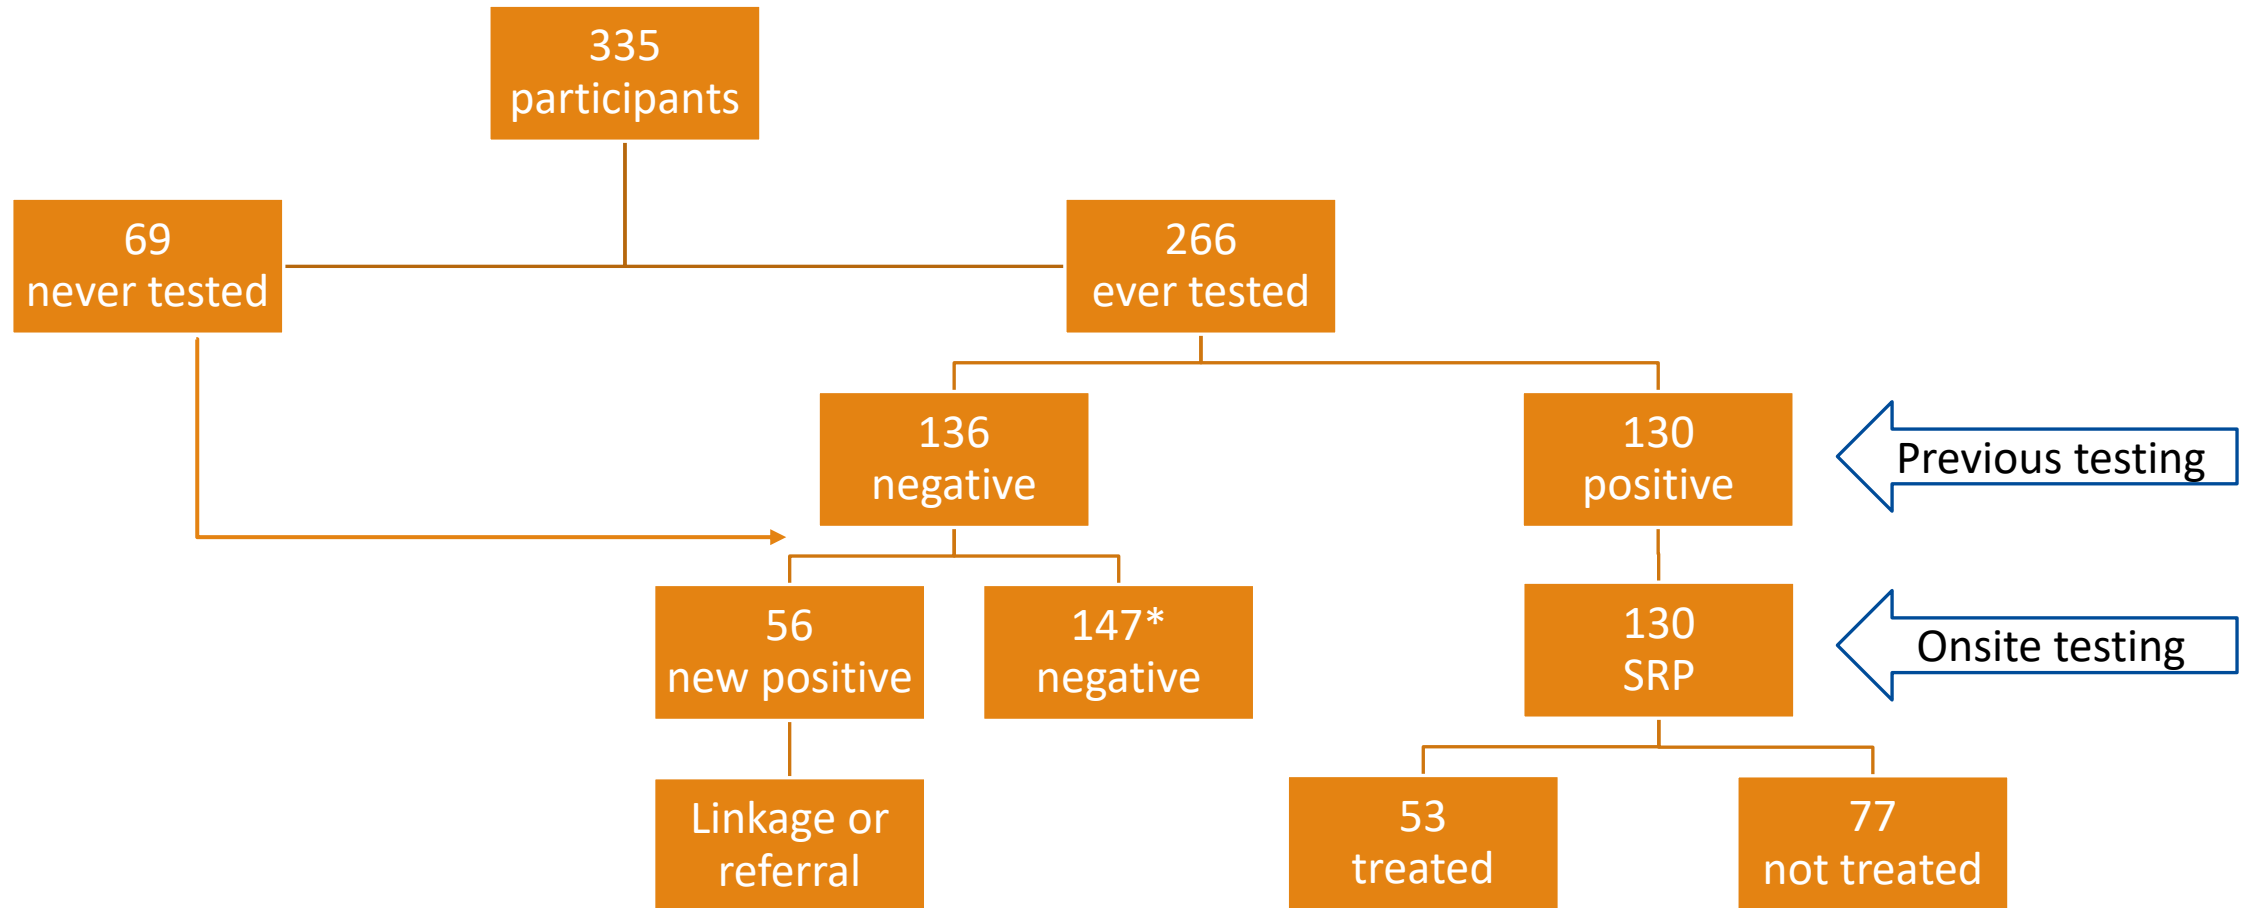 335
participants
69
never tested
266
ever tested
136
negative
130
positive
Previous testing
56
new positive
147*
negative
130
SRP
Onsite testing
Linkage or
referral
53
treated
77
not treated